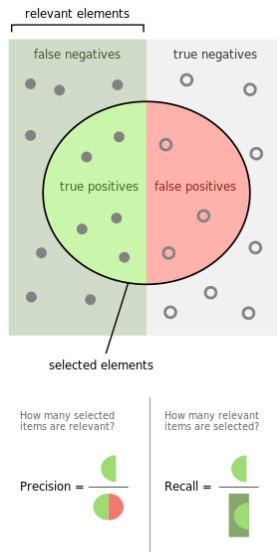 relevant elements
false negatives
true negatives
true positives
false positives
selected elements
How many selected
items are relevant?
How many relevant
items are selected?
Precision =
Recall =